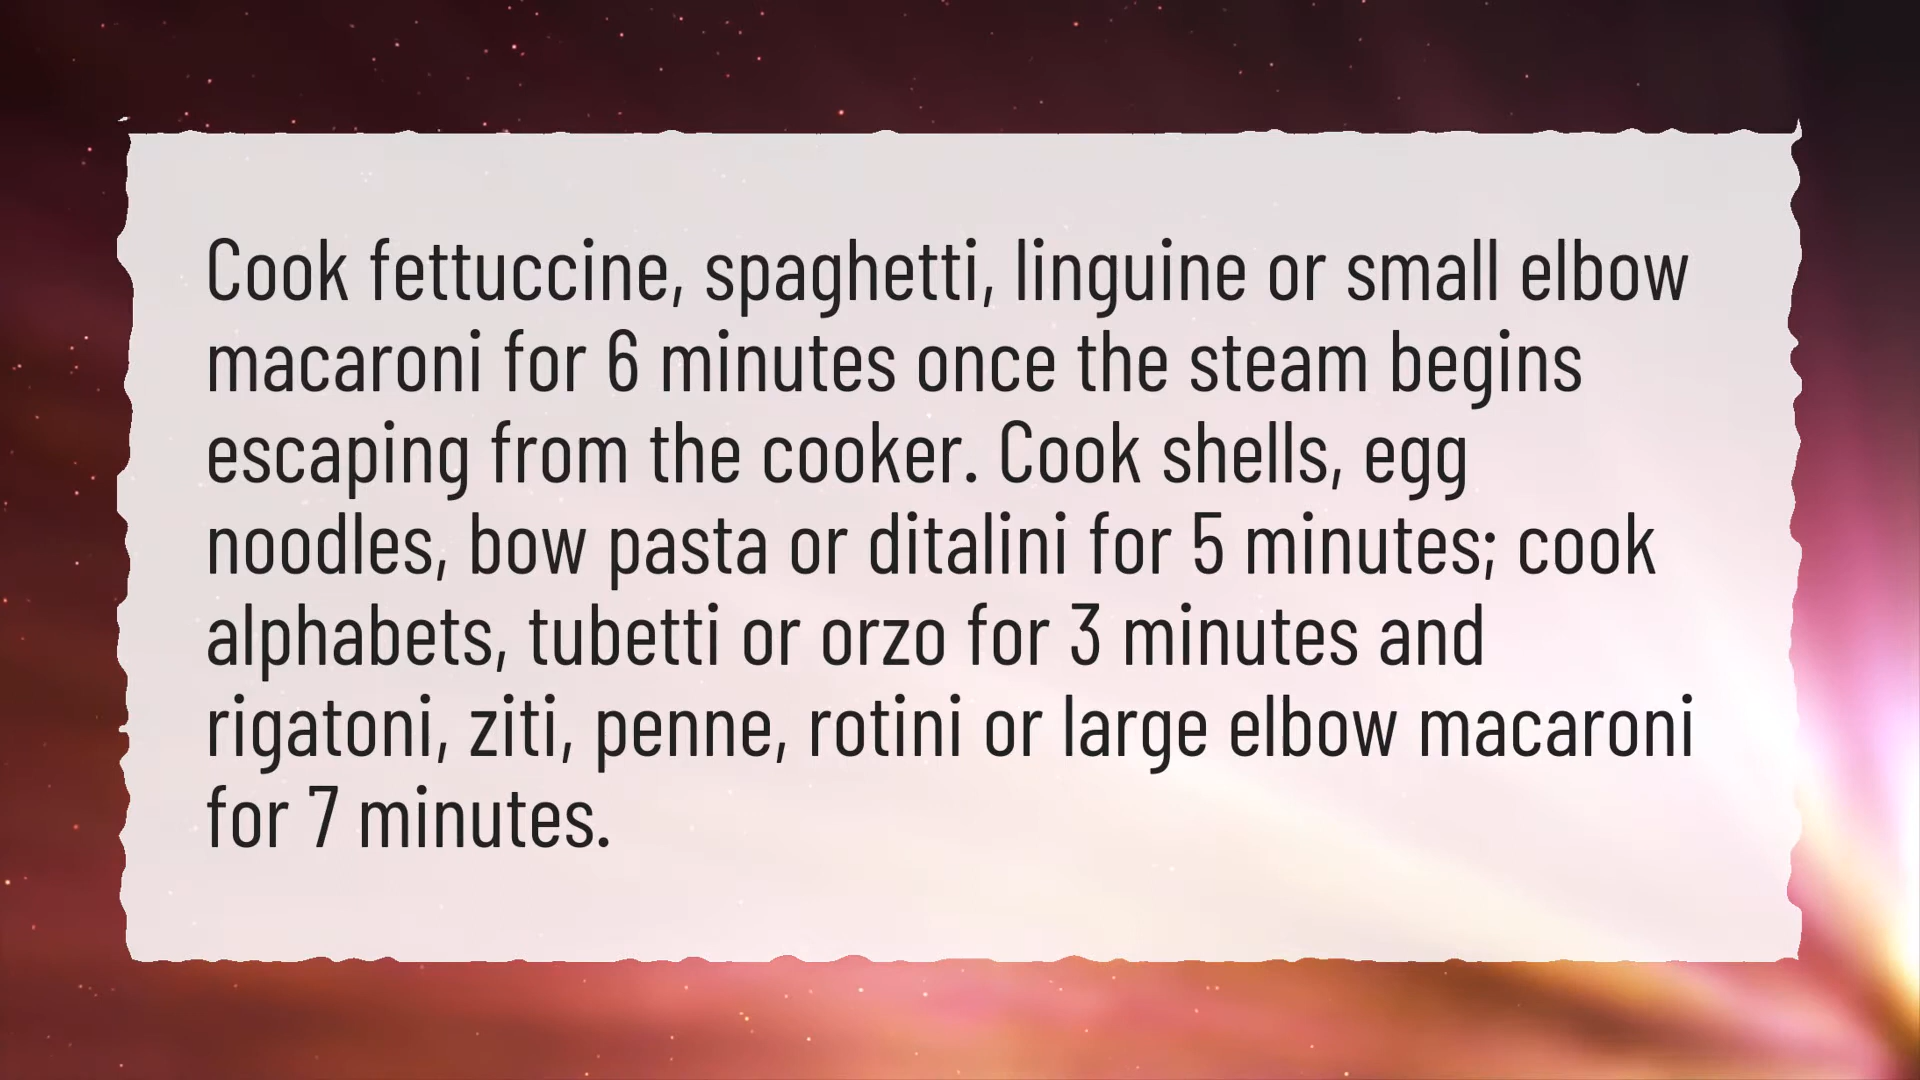 Cook fettuccine, spaghetti, linguine or small elbow
macaroni for 6 minutes once the steam begins
escaping from the cooker. Cook shells, egg
noodles, bow pasta or ditalini for 5 minutes; cook
alphabets, tubetti or orzo for 3 minutes and
rigatoni, ziti, penne, rotini or large elbow macaroni
for 7 minutes.